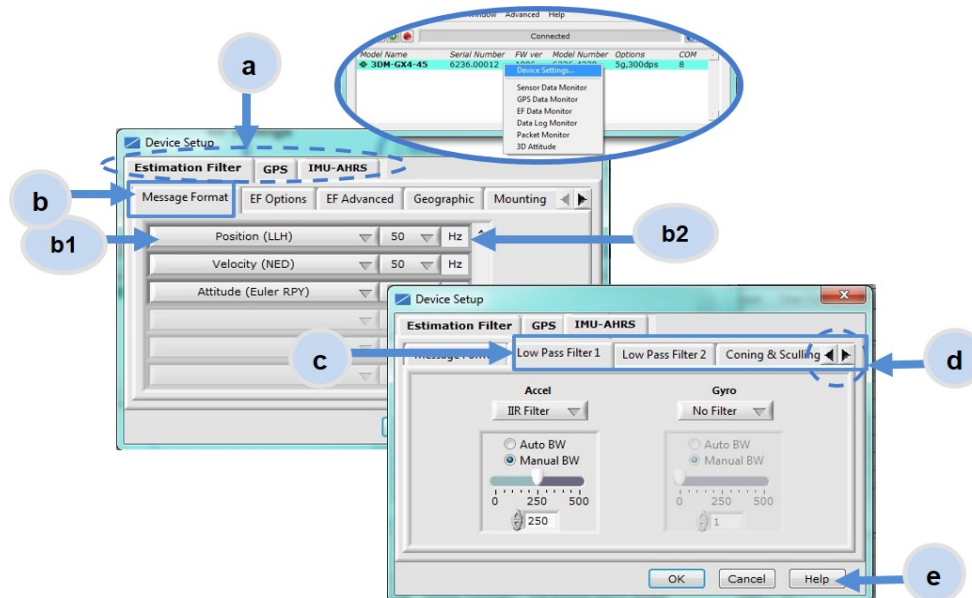 Window Advanced Help
Connected
Model Name Serial Number FW ver Model Number Options COM
3DM-GX4-45 6236.00012 5g,300dps 8
Device Settings...
Sensor Data Monitor
GPS Data Monitor
EF Data Monitor
Data Log Monitor
Packet Monitor
3D Attitude
a
Device Setup
Estimation Filter GPS IMU-AHRS
b
Message Format EF Options EF Advanced Geographic Mounting
b1
Position (LLH) 50 Hz
b2
Velocity (NED) 50 Hz
Attitude (Euler RPY)
Device Setup
X
Estimation Filter GPS IMU-AHRS
c
Message Format Low Pass Filter 1 Low Pass Filter 2 Coning & Sculling
d
Accel Gyro
IIR Filter No Filter
Auto BW Auto BW
Manual BW Manual BW
0 250 500 0 250 500
250 1
OK Cancel Help
e